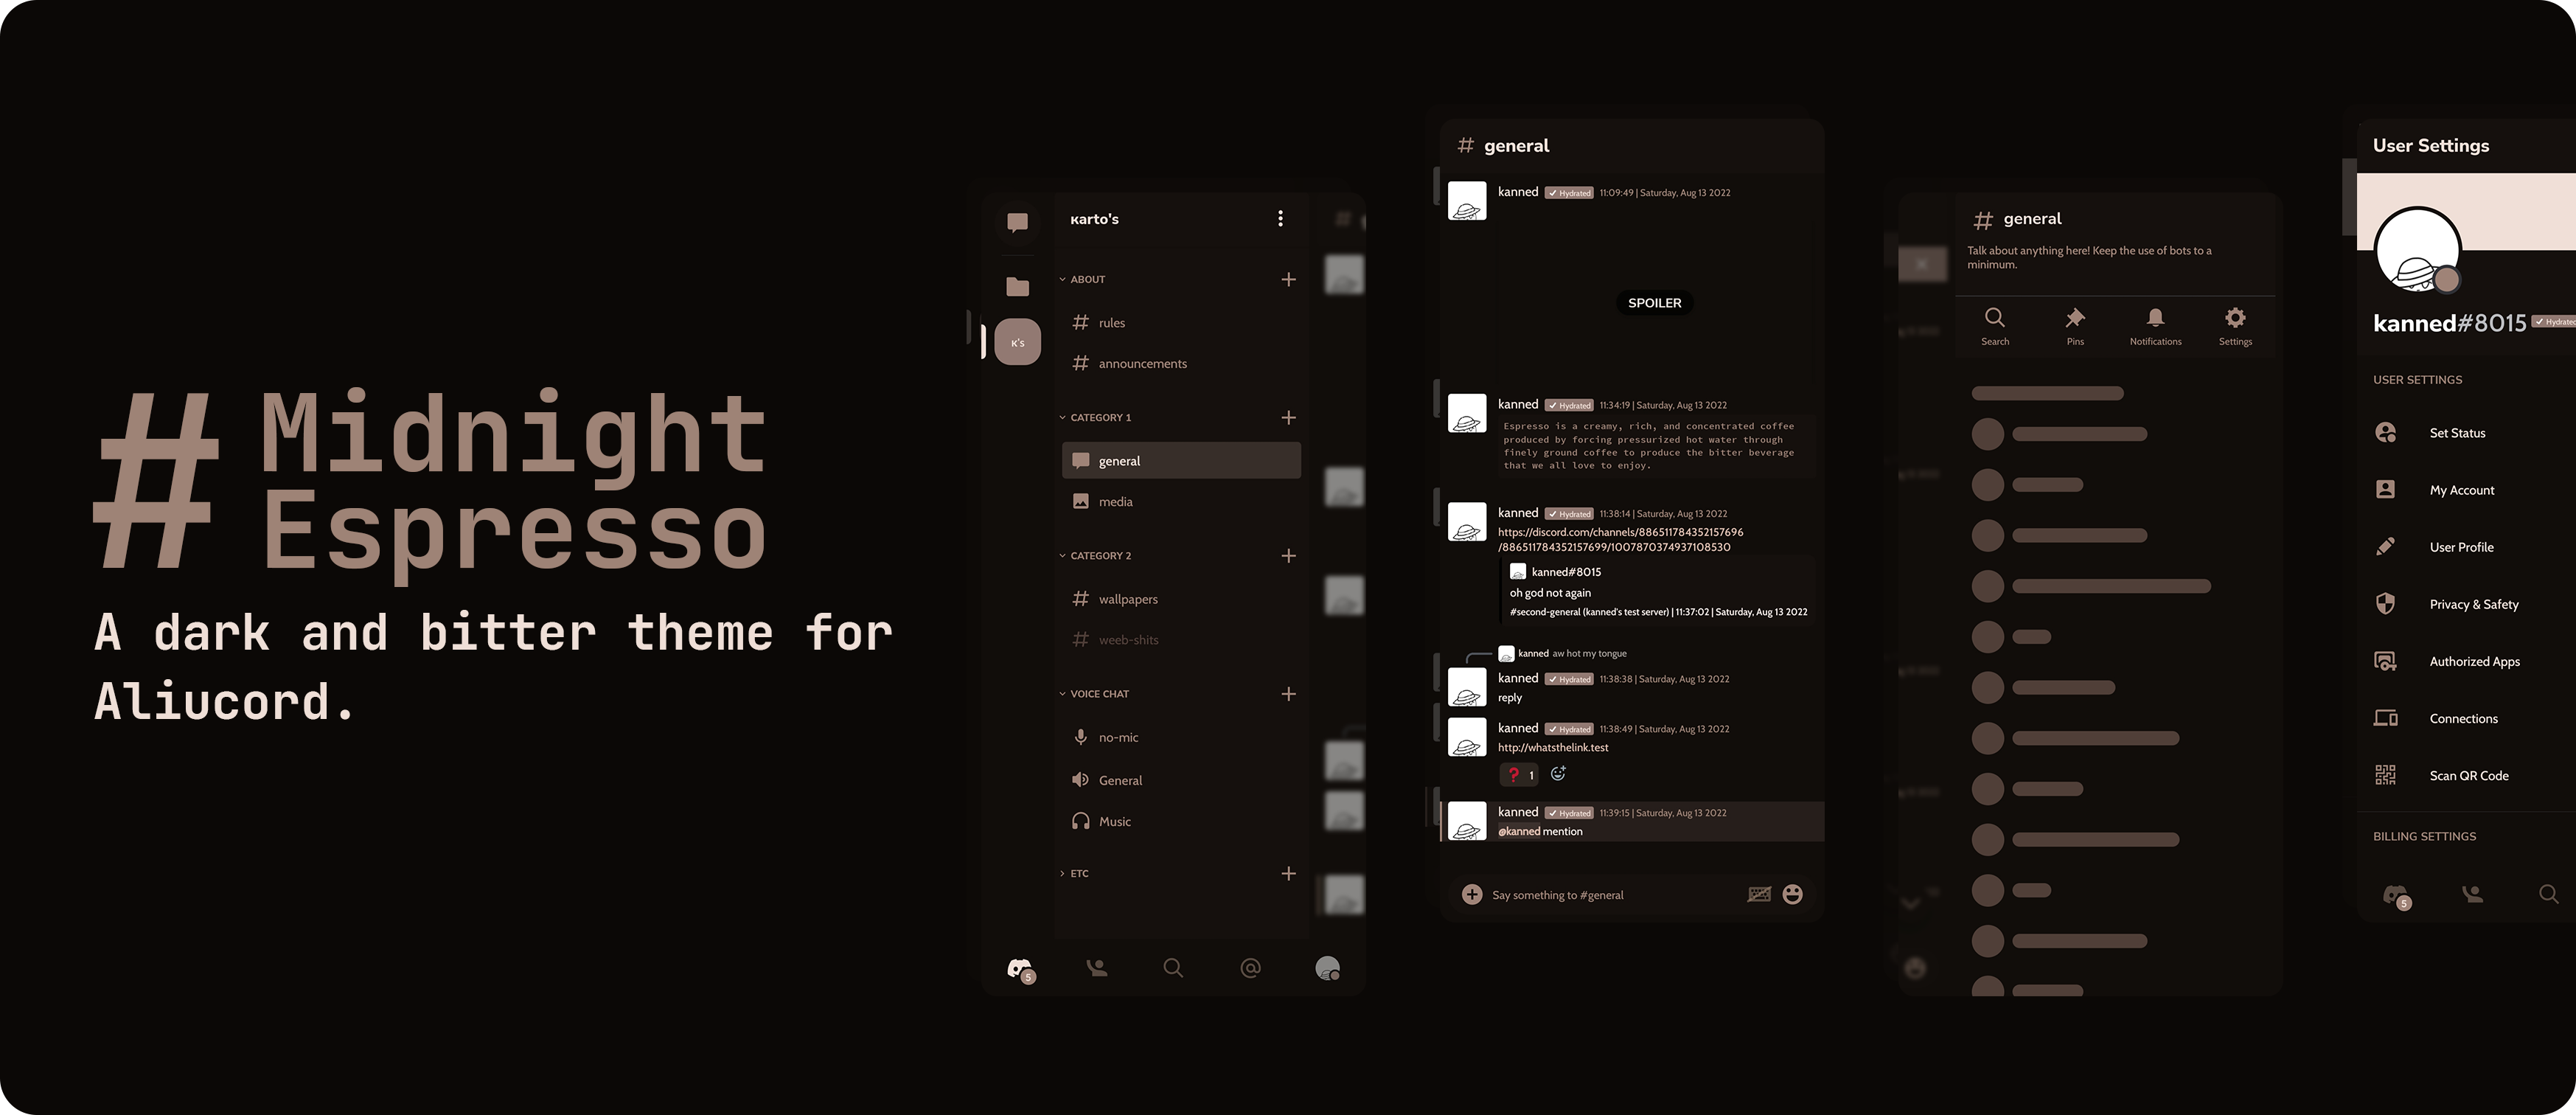 # Midnight
Espresso
A dark and bitter theme for
Aliucord.
ĸarto's
ABOUT
rules
announcements
ĸ's
CATEGORY 1
general
media
CATEGORY 2
wallpapers
weeb-shits
VOICE CHAT
no-mic
General
Music
ETC
5
# general
kanned ✓ Hydrated 11:09:49 | Saturday, Aug 13 2022
SPOILER
kanned ✓ Hydrated 11:34:19 | Saturday, Aug 13 2022
Espresso is a creamy, rich, and concentrated coffee
produced by forcing pressurized hot water through
finely ground coffee to produce the bitter beverage
that we all love to enjoy.
kanned ✓ Hydrated 11:38:14 | Saturday, Aug 13 2022
https://discord.com/channels/886511784352157696
/886511784352157699/1007870374937108530
kanned#8015
oh god not again
#second-general (kanned's test server) | 11:37:02 | Saturday, Aug 13 2022
kanned aw hot my tongue
kanned ✓ Hydrated 11:38:38 | Saturday, Aug 13 2022
reply
kanned ✓ Hydrated 11:38:49 | Saturday, Aug 13 2022
http://whatsthelink.test
❓ 1
kanned ✓ Hydrated 11:39:15 | Saturday, Aug 13 2022
@kanned mention
Say something to #general
# general
Talk about anything here! Keep the use of bots to a
minimum.
Search Pins Notifications Settings
User Settings
kanned#8015 ✓ Hydrated
USER SETTINGS
Set Status
My Account
User Profile
Privacy & Safety
Authorized Apps
Connections
Scan QR Code
BILLING SETTINGS
5